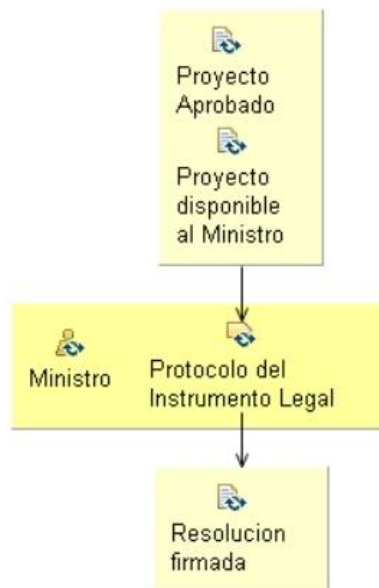 Proyecto
Aprobado
Proyecto
disponible
al Ministro
Ministro
Protocolo del
Instrumento Legal
Resolucion
firmada